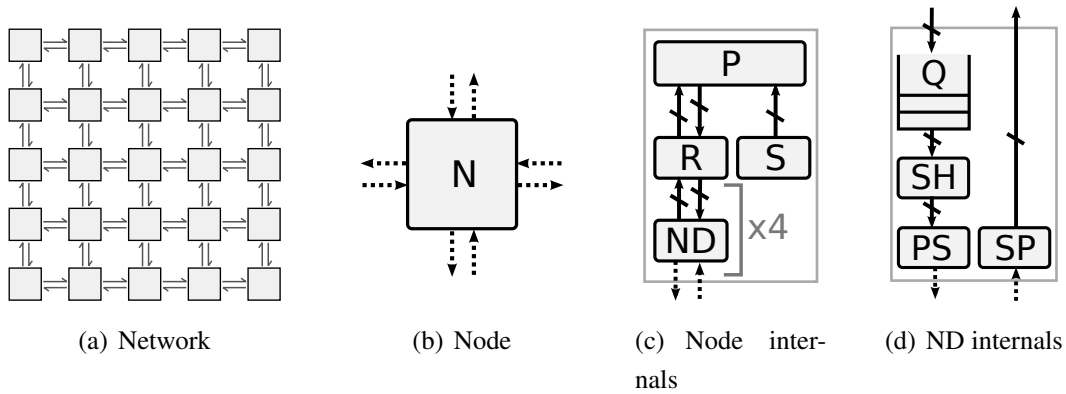 N
P
R
S
ND
x4
Q
SH
PS
SP
(a) Network
(b) Node
(c) Node inter-
nals
(d) ND internals